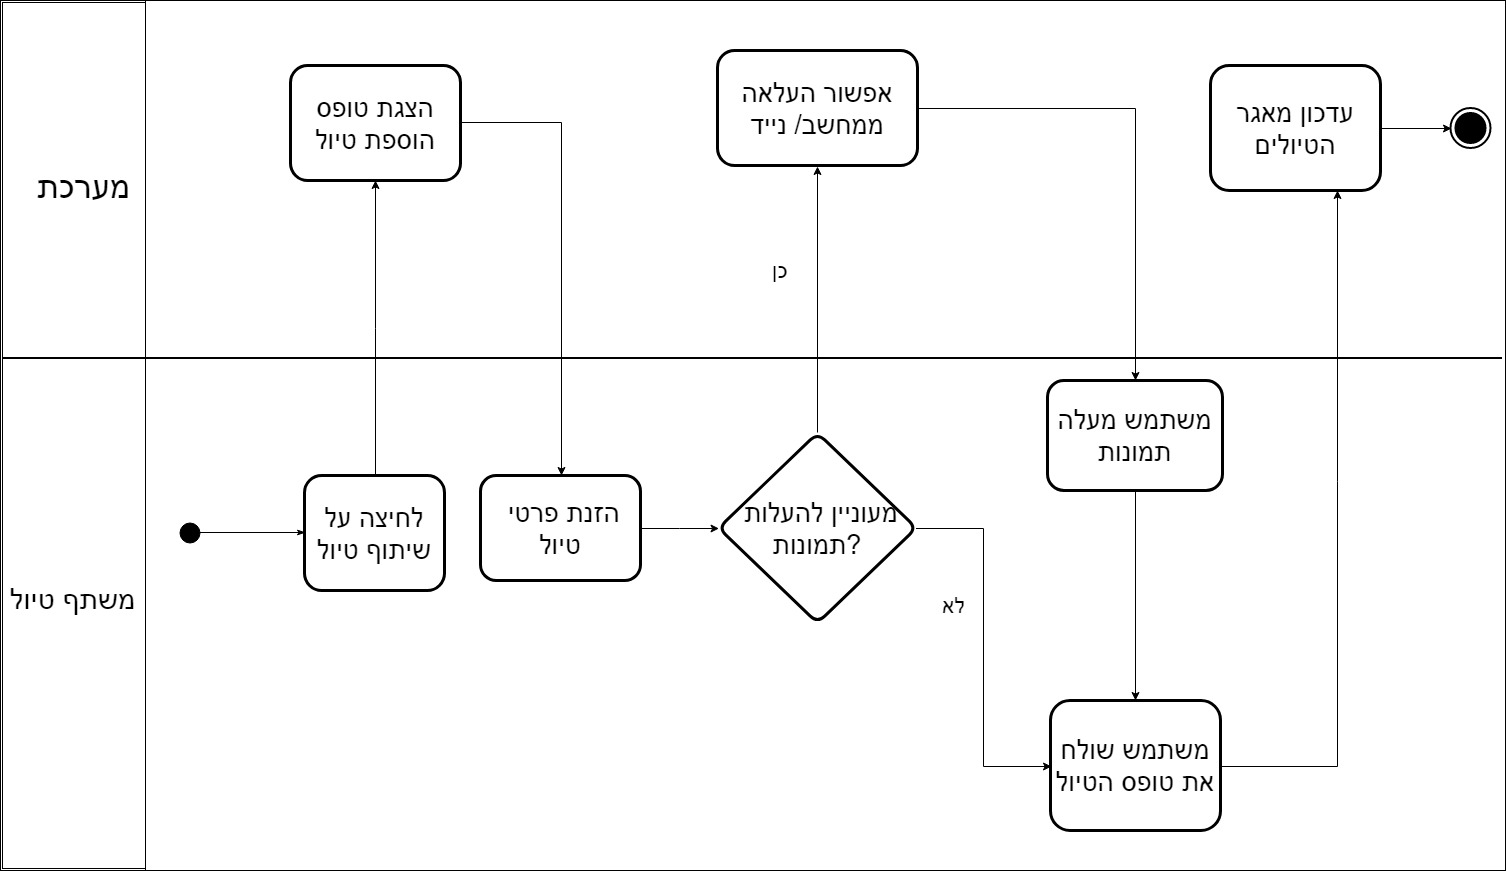 מערכת
הצגת טופס
הוספת טיול
אפשור העלאה
ממחשב/ נייד
עדכון מאגר
הטיולים
כן
משתף טיול
לחיצה על
שיתוף טיול
הזנת פרטי
טיול
מעוניין להעלות
תמונות?
לא
משתמש מעלה
תמונות
משתמש שולח
את טופס הטיול